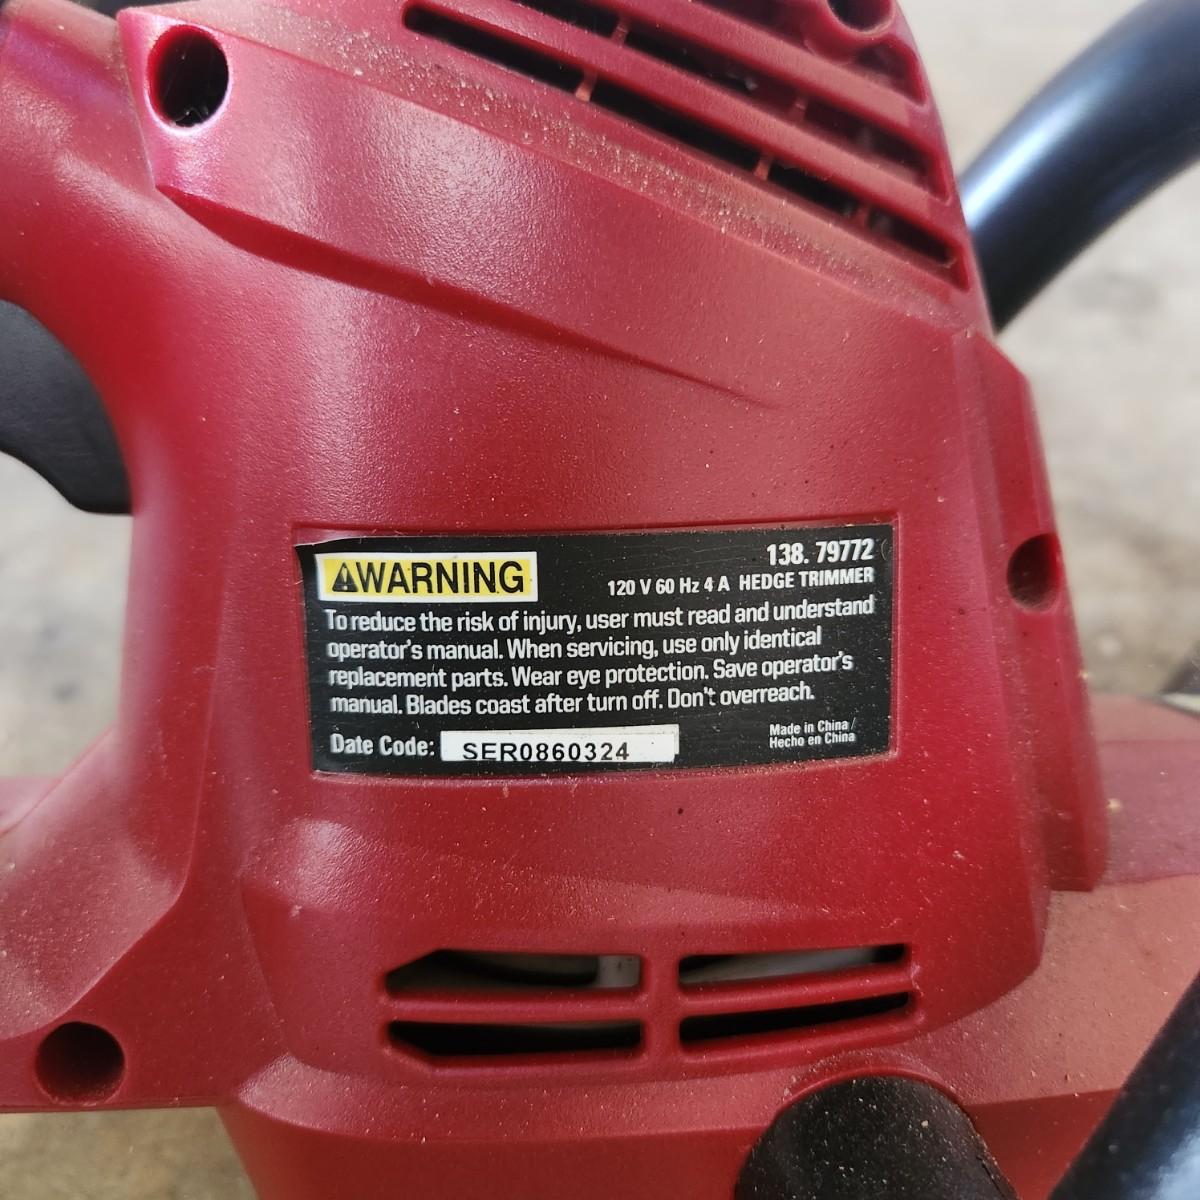 ⚠WARNING
138. 79772
120 V 60 Hz 4 A HEDGE TRIMMER
To reduce the risk of injury, user must read and understand
operator's manual. When servicing, use only identical
replacement parts. Wear eye protection. Save operator's
manual. Blades coast after turn off. Don't overreach.
Date Code: SER0860324
Made in China /
Hecho en China